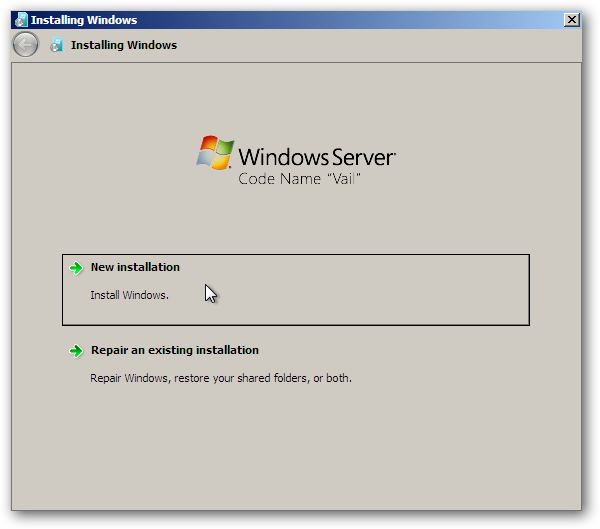 Installing Windows
Installing Windows
Windows Server
Code Name “Vail”
New installation
Install Windows.
Repair an existing installation
Repair Windows, restore your shared folders, or both.